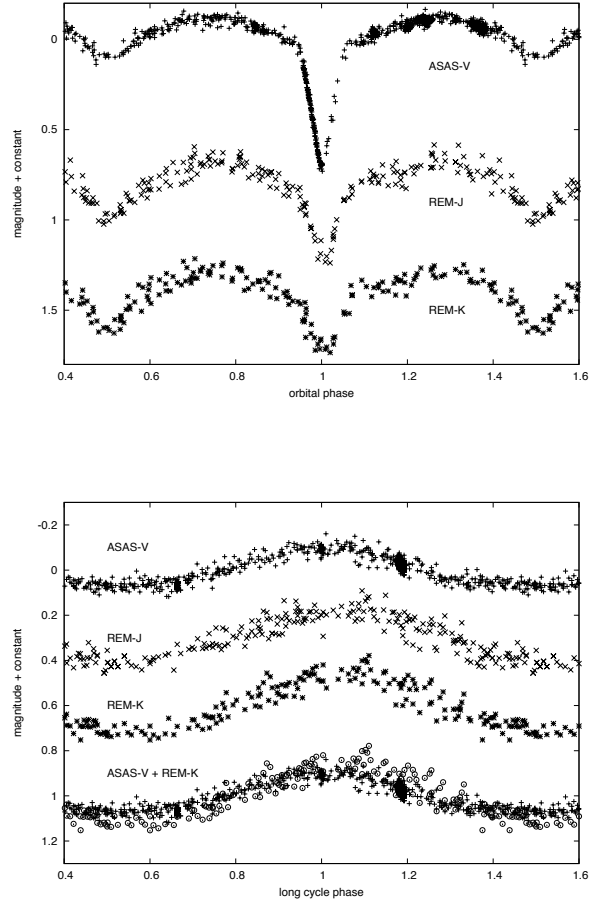 0
0.5
1
1.5
0.4
0.6
0.8
1
1.2
1.4
1.6
magnitude + constant
orbital phase
ASAS-V
REM-J
REM-K
-0.2
0
0.2
0.4
0.6
0.8
1
1.2
0.4
0.6
0.8
1
1.2
1.4
1.6
magnitude + constant
long cycle phase
ASAS-V
REM-J
REM-K
ASAS-V + REM-K